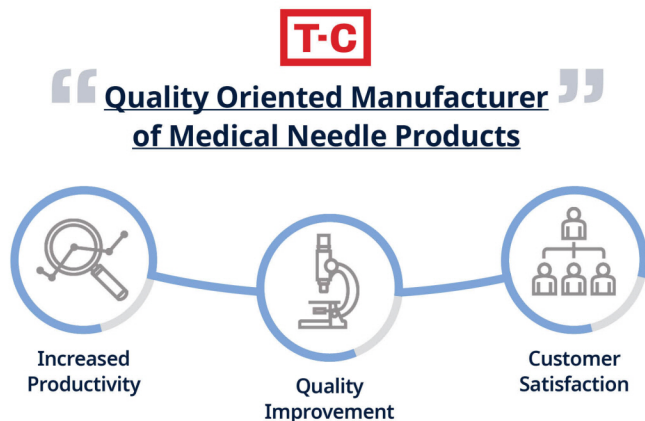 T-C
“ Quality Oriented Manufacturer ”
of Medical Needle Products
Increased
Productivity
Quality
Improvement
Customer
Satisfaction